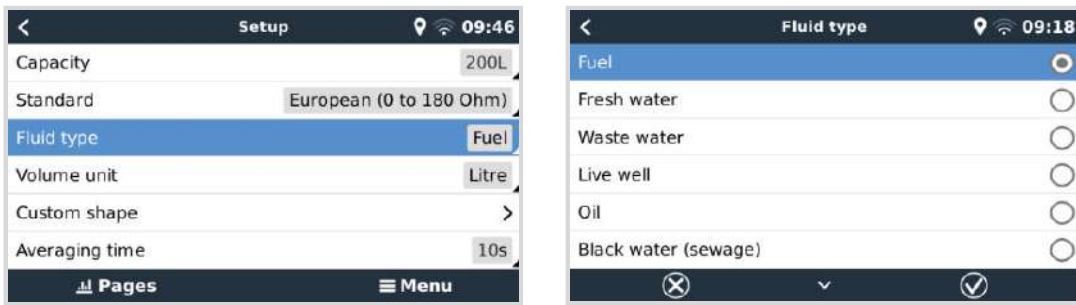 Setup 09:46
Capacity 200L
Standard European (0 to 180 Ohm)
Fluid type Fuel
Volume unit Litre
Custom shape
Averaging time 10s
Pages Menu
Fluid type 09:18
Fuel
Fresh water
Waste water
Live well
Oil
Black water (sewage)